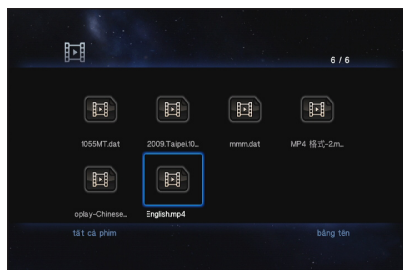 6 / 6
1055MT.dat
2009.Taipei.10...
mmm.dat
MP4 格式-2.m...
oplay-Chinese...
English.mp4
tất cả phim
bằng tên